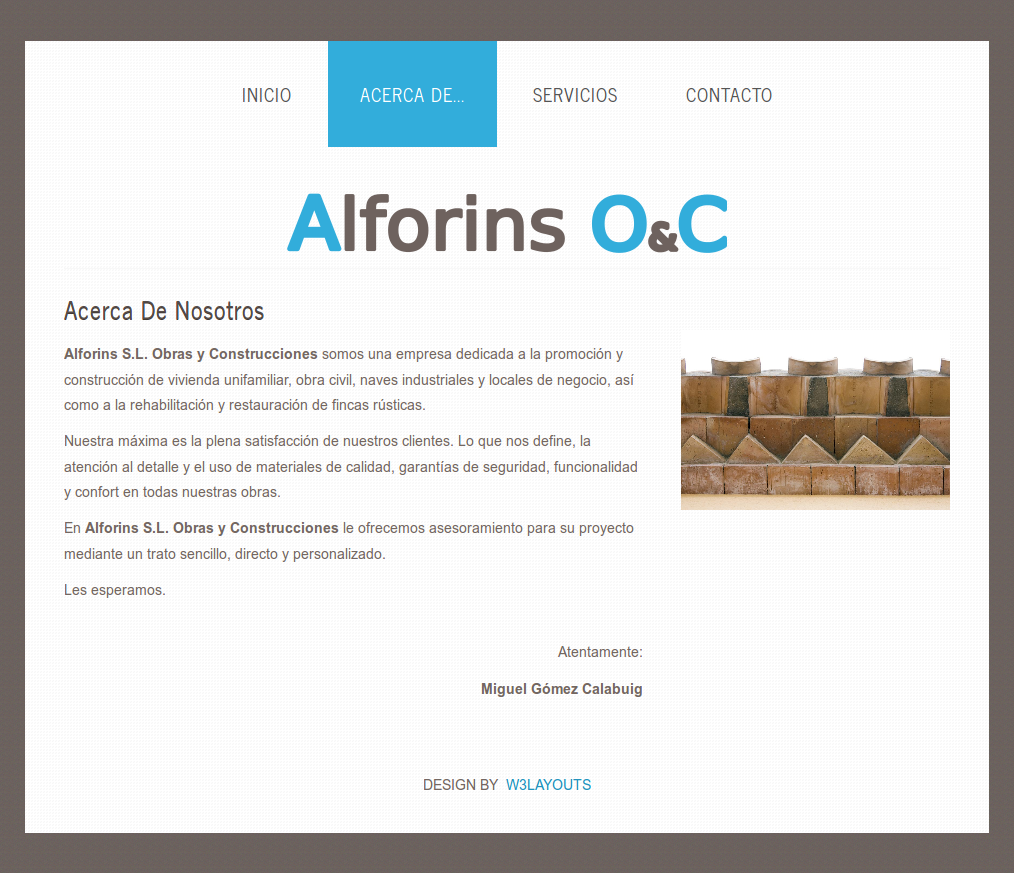 INICIO
ACERCA DE...
SERVICIOS
CONTACTO
Alforins O&C
Acerca De Nosotros
Alforins S.L. Obras y Construcciones somos una empresa dedicada a la promoción y
construcción de vivienda unifamiliar, obra civil, naves industriales y locales de negocio, así
como a la rehabilitación y restauración de fincas rústicas.
Nuestra máxima es la plena satisfacción de nuestros clientes. Lo que nos define, la
atención al detalle y el uso de materiales de calidad, garantías de seguridad, funcionalidad
y confort en todas nuestras obras.
En Alforins S.L. Obras y Construcciones le ofrecemos asesoramiento para su proyecto
mediante un trato sencillo, directo y personalizado.
Les esperamos.
Atentamente:
Miguel Gómez Calabuig
DESIGN BY W3LAYOUTS